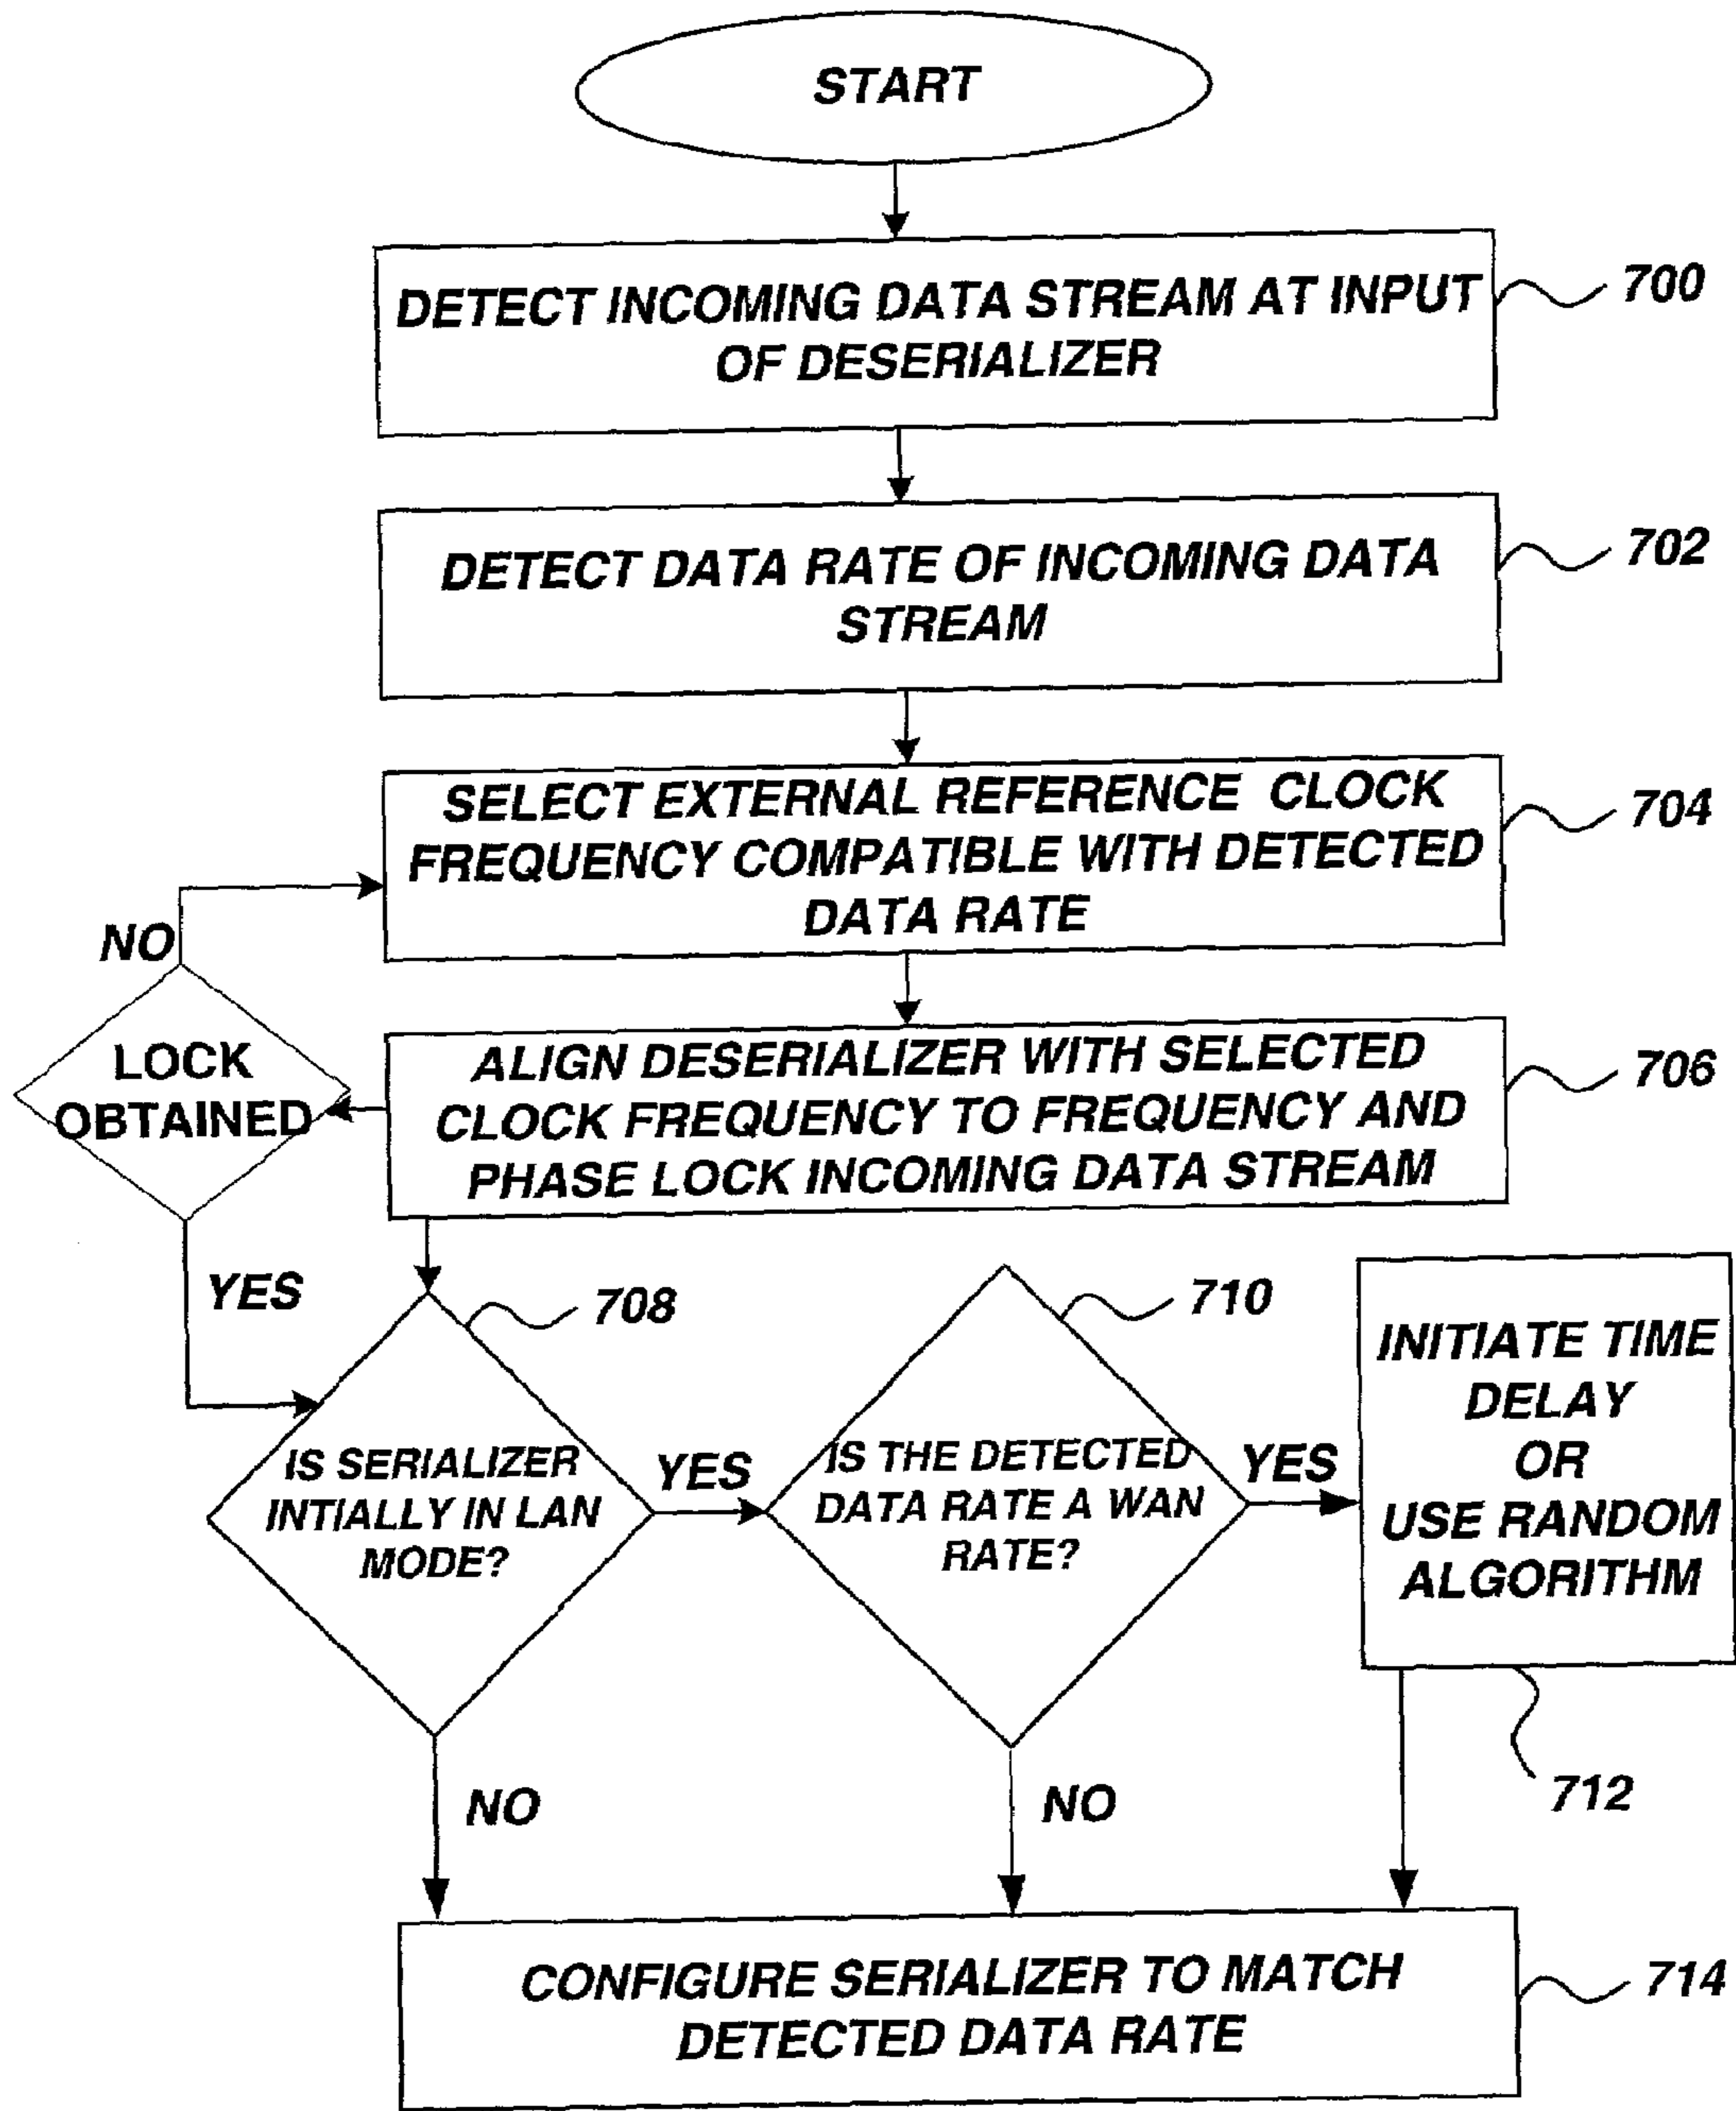 START
DETECT INCOMING DATA STREAM AT INPUT
OF DESERIALIZER
700
DETECT DATA RATE OF INCOMING DATA
STREAM
702
SELECT EXTERNAL REFERENCE CLOCK
FREQUENCY COMPATIBLE WITH DETECTED
DATA RATE
704
NO
LOCK
OBTAINED
ALIGN DESERIALIZER WITH SELECTED
CLOCK FREQUENCY TO FREQUENCY AND
PHASE LOCK INCOMING DATA STREAM
706
YES
708
IS SERIALIZER
INTIALLY IN LAN
MODE?
YES
710
IS THE DETECTED
DATA RATE A WAN
RATE?
YES
INITIATE TIME
DELAY
OR
USE RANDOM
ALGORITHM
712
NO
NO
CONFIGURE SERIALIZER TO MATCH
DETECTED DATA RATE
714